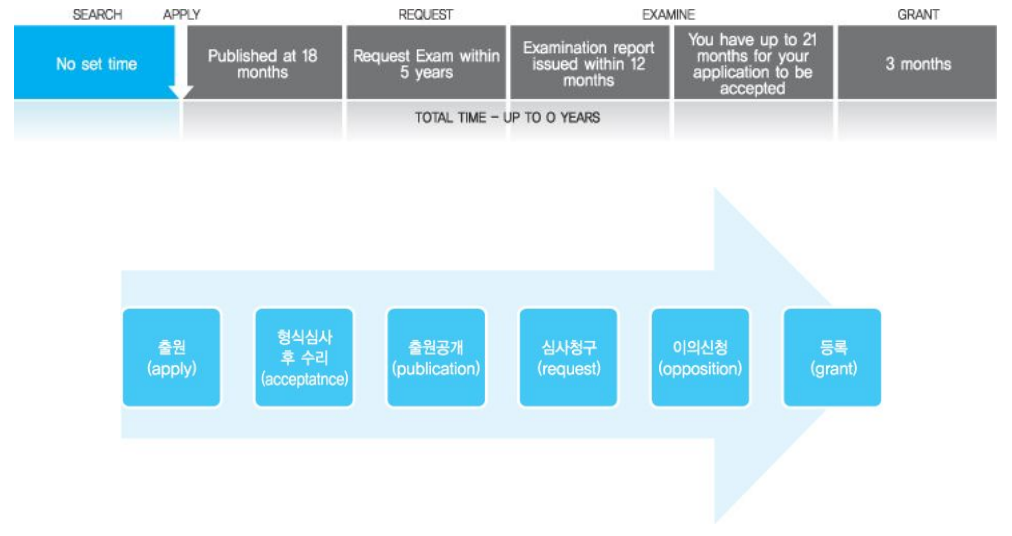 SEARCH APPLY REQUEST EXAMINE GRANT
No set time
Published at 18
months
Request Exam within
5 years
Examination report
issued within 12
months
You have up to 21
months for your
application to be
accepted
3 months
TOTAL TIME – UP TO O YEARS
출원
(apply)
형식심사
후 수리
(acceptatnce)
출원공개
(publication)
심사청구
(request)
이의신청
(opposition)
등록
(grant)